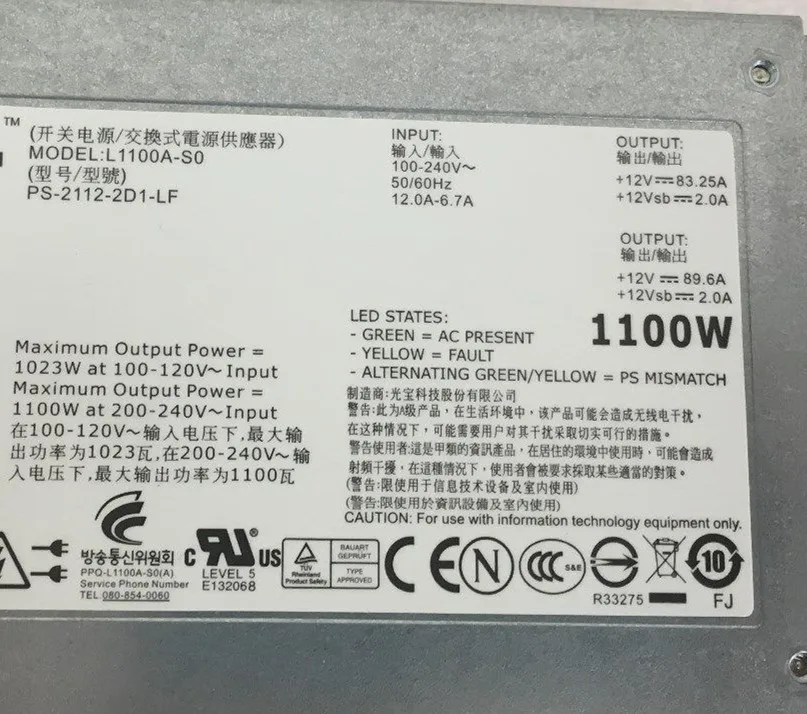 TM
(开关电源/交換式電源供應器)
MODEL:L1100A-S0
(型号/型號)
PS-2112-2D1-LF
INPUT:
输入/輸入
100-240V～
50/60Hz
12.0A-6.7A
OUTPUT:
输出/輸出
+12V⎓83.25A
+12Vsb⎓2.0A
OUTPUT:
输出/輸出
+12V⎓89.6A
+12Vsb⎓2.0A
1100W
LED STATES:
- GREEN = AC PRESENT
- YELLOW = FAULT
- ALTERNATING GREEN/YELLOW = PS MISMATCH
Maximum Output Power =
1023W at 100-120V～Input
Maximum Output Power =
1100W at 200-240V～Input
在100-120V～输入电压下,最大输
出功率为1023瓦,在200-240V～输
入电压下,最大输出功率为1100瓦
制造商:光宝科技股份有限公司
警告:此为A级产品，在生活环境中，该产品可能会造成无线电干扰，
在这种情况下，可能需要用户对其干扰采取切实可行的措施。
警告使用者:這是甲類的資訊產品，在居住的環境中使用時，可能會造成
射頻干擾，在這種情況下，使用者會被要求採取某些適當的對策。
(警告:限使用于信息技术设备及室内使用)
(警告:限使用於資訊設備及室內使用)
CAUTION: For use with information technology equipment only.
방송통신위원회
PPQ-L1100A-S0(A)
Service Phone Number
TEL 080-854-0060
C RU® US
LEVEL 5
E132068
TÜV
Rheinland
Product Safety
BAUART
GEPRÜFT
TYPE
APPROVED
CE
N
CCC
S&E
R33275
10
FJ